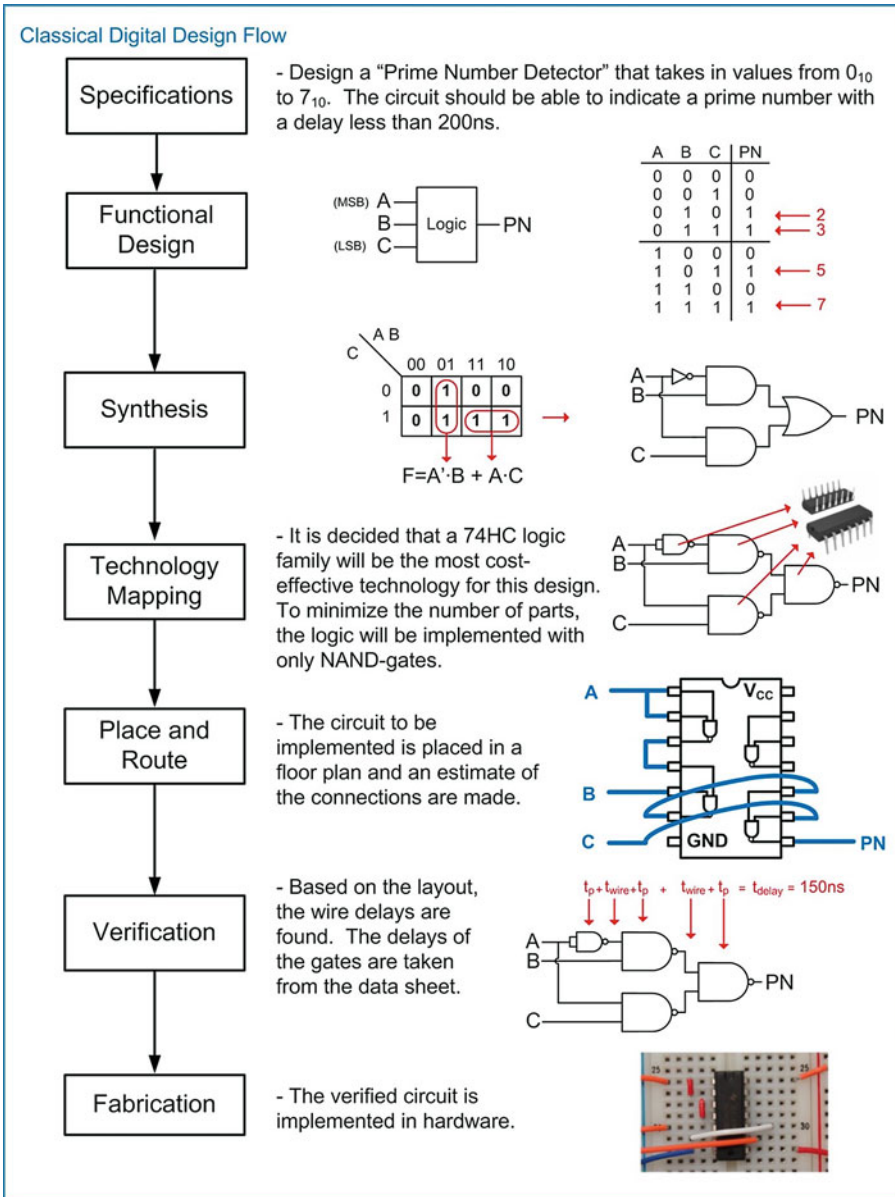 Classical Digital Design Flow
Specifications
- Design a “Prime Number Detector” that takes in values from 0₁₀
to 7₁₀. The circuit should be able to indicate a prime number with
a delay less than 200ns.
Functional
Design
(MSB) A
B
(LSB) C
Logic
PN
A B C PN
0 0 0 0
0 0 1 0
0 1 0 1 2
0 1 1 1 3
1 0 0 0
1 0 1 1 5
1 1 0 0
1 1 1 1 7
Synthesis
A B
C
00 01 11 10
0 0 1 0 0
1 0 1 1 1
F=A'·B + A·C
A
B
C
PN
Technology
Mapping
- It is decided that a 74HC logic
family will be the most cost-
effective technology for this design.
To minimize the number of parts,
the logic will be implemented with
only NAND-gates.
A
B
C
PN
Place and
Route
- The circuit to be
implemented is placed in a
floor plan and an estimate of
the connections are made.
A
B
C
V_CC
GND
PN
Verification
- Based on the layout,
the wire delays are
found. The delays of
the gates are taken
from the data sheet.
t_p + t_wire + t_p + t_wire + t_p = t_delay = 150ns
A
B
C
PN
Fabrication
- The verified circuit is
implemented in hardware.
25
25
30